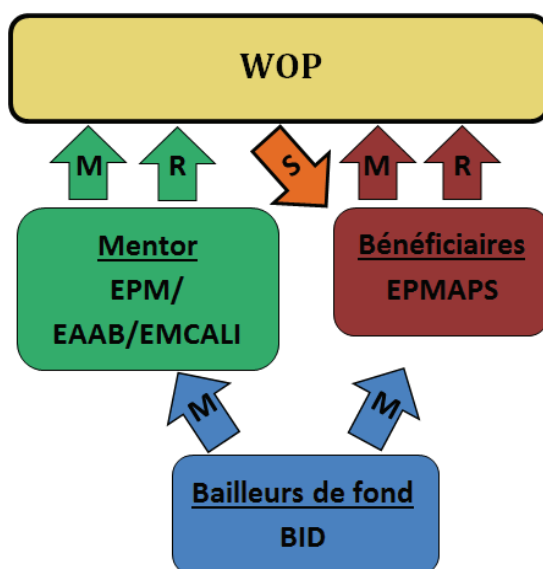 WOP
M R S M R
Mentor
EPM/
EAAB/EMCALI
Bénéficiaires
EPMAPS
M M
Bailleurs de fond
BID